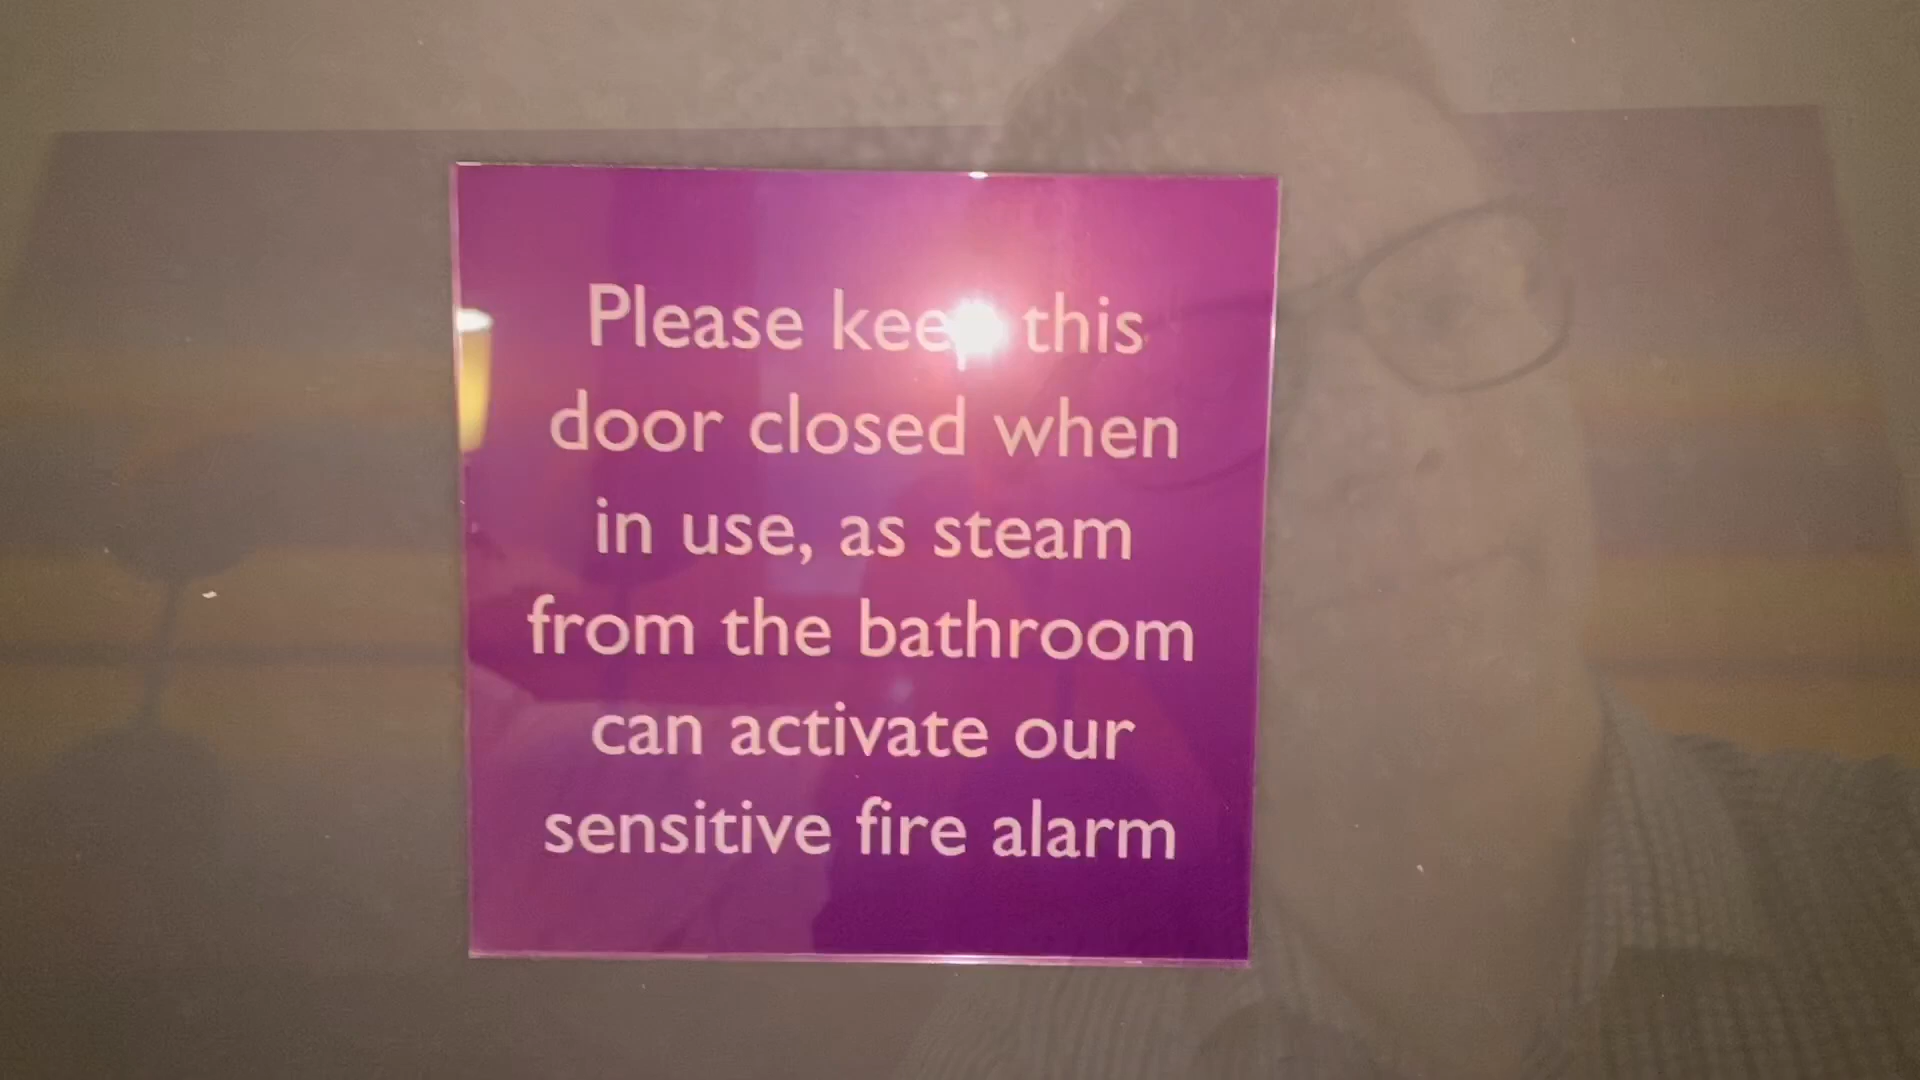 Please keep this
door closed when
in use, as steam
from the bathroom
can activate our
sensitive fire alarm